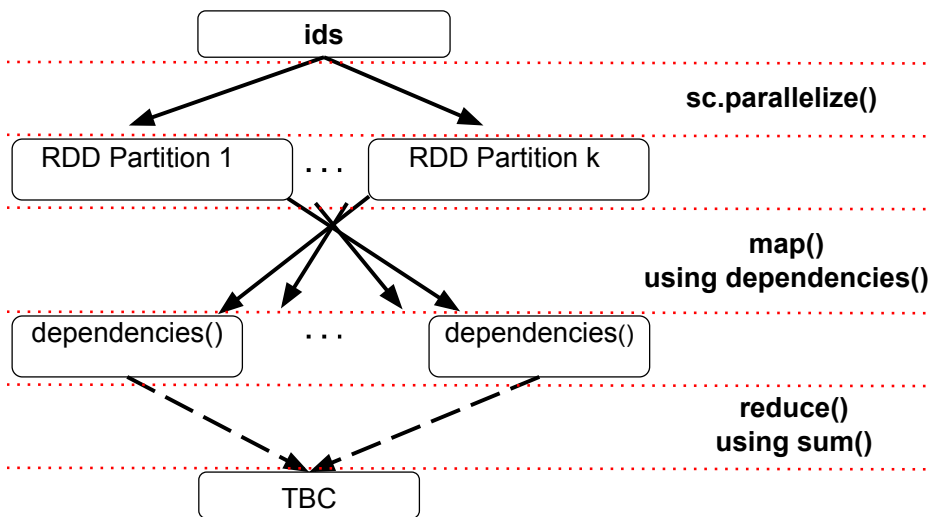 ids
sc.parallelize()
RDD Partition 1
. . .
RDD Partition k
map()
using dependencies()
dependencies()
. . .
dependencies()
reduce()
using sum()
TBC